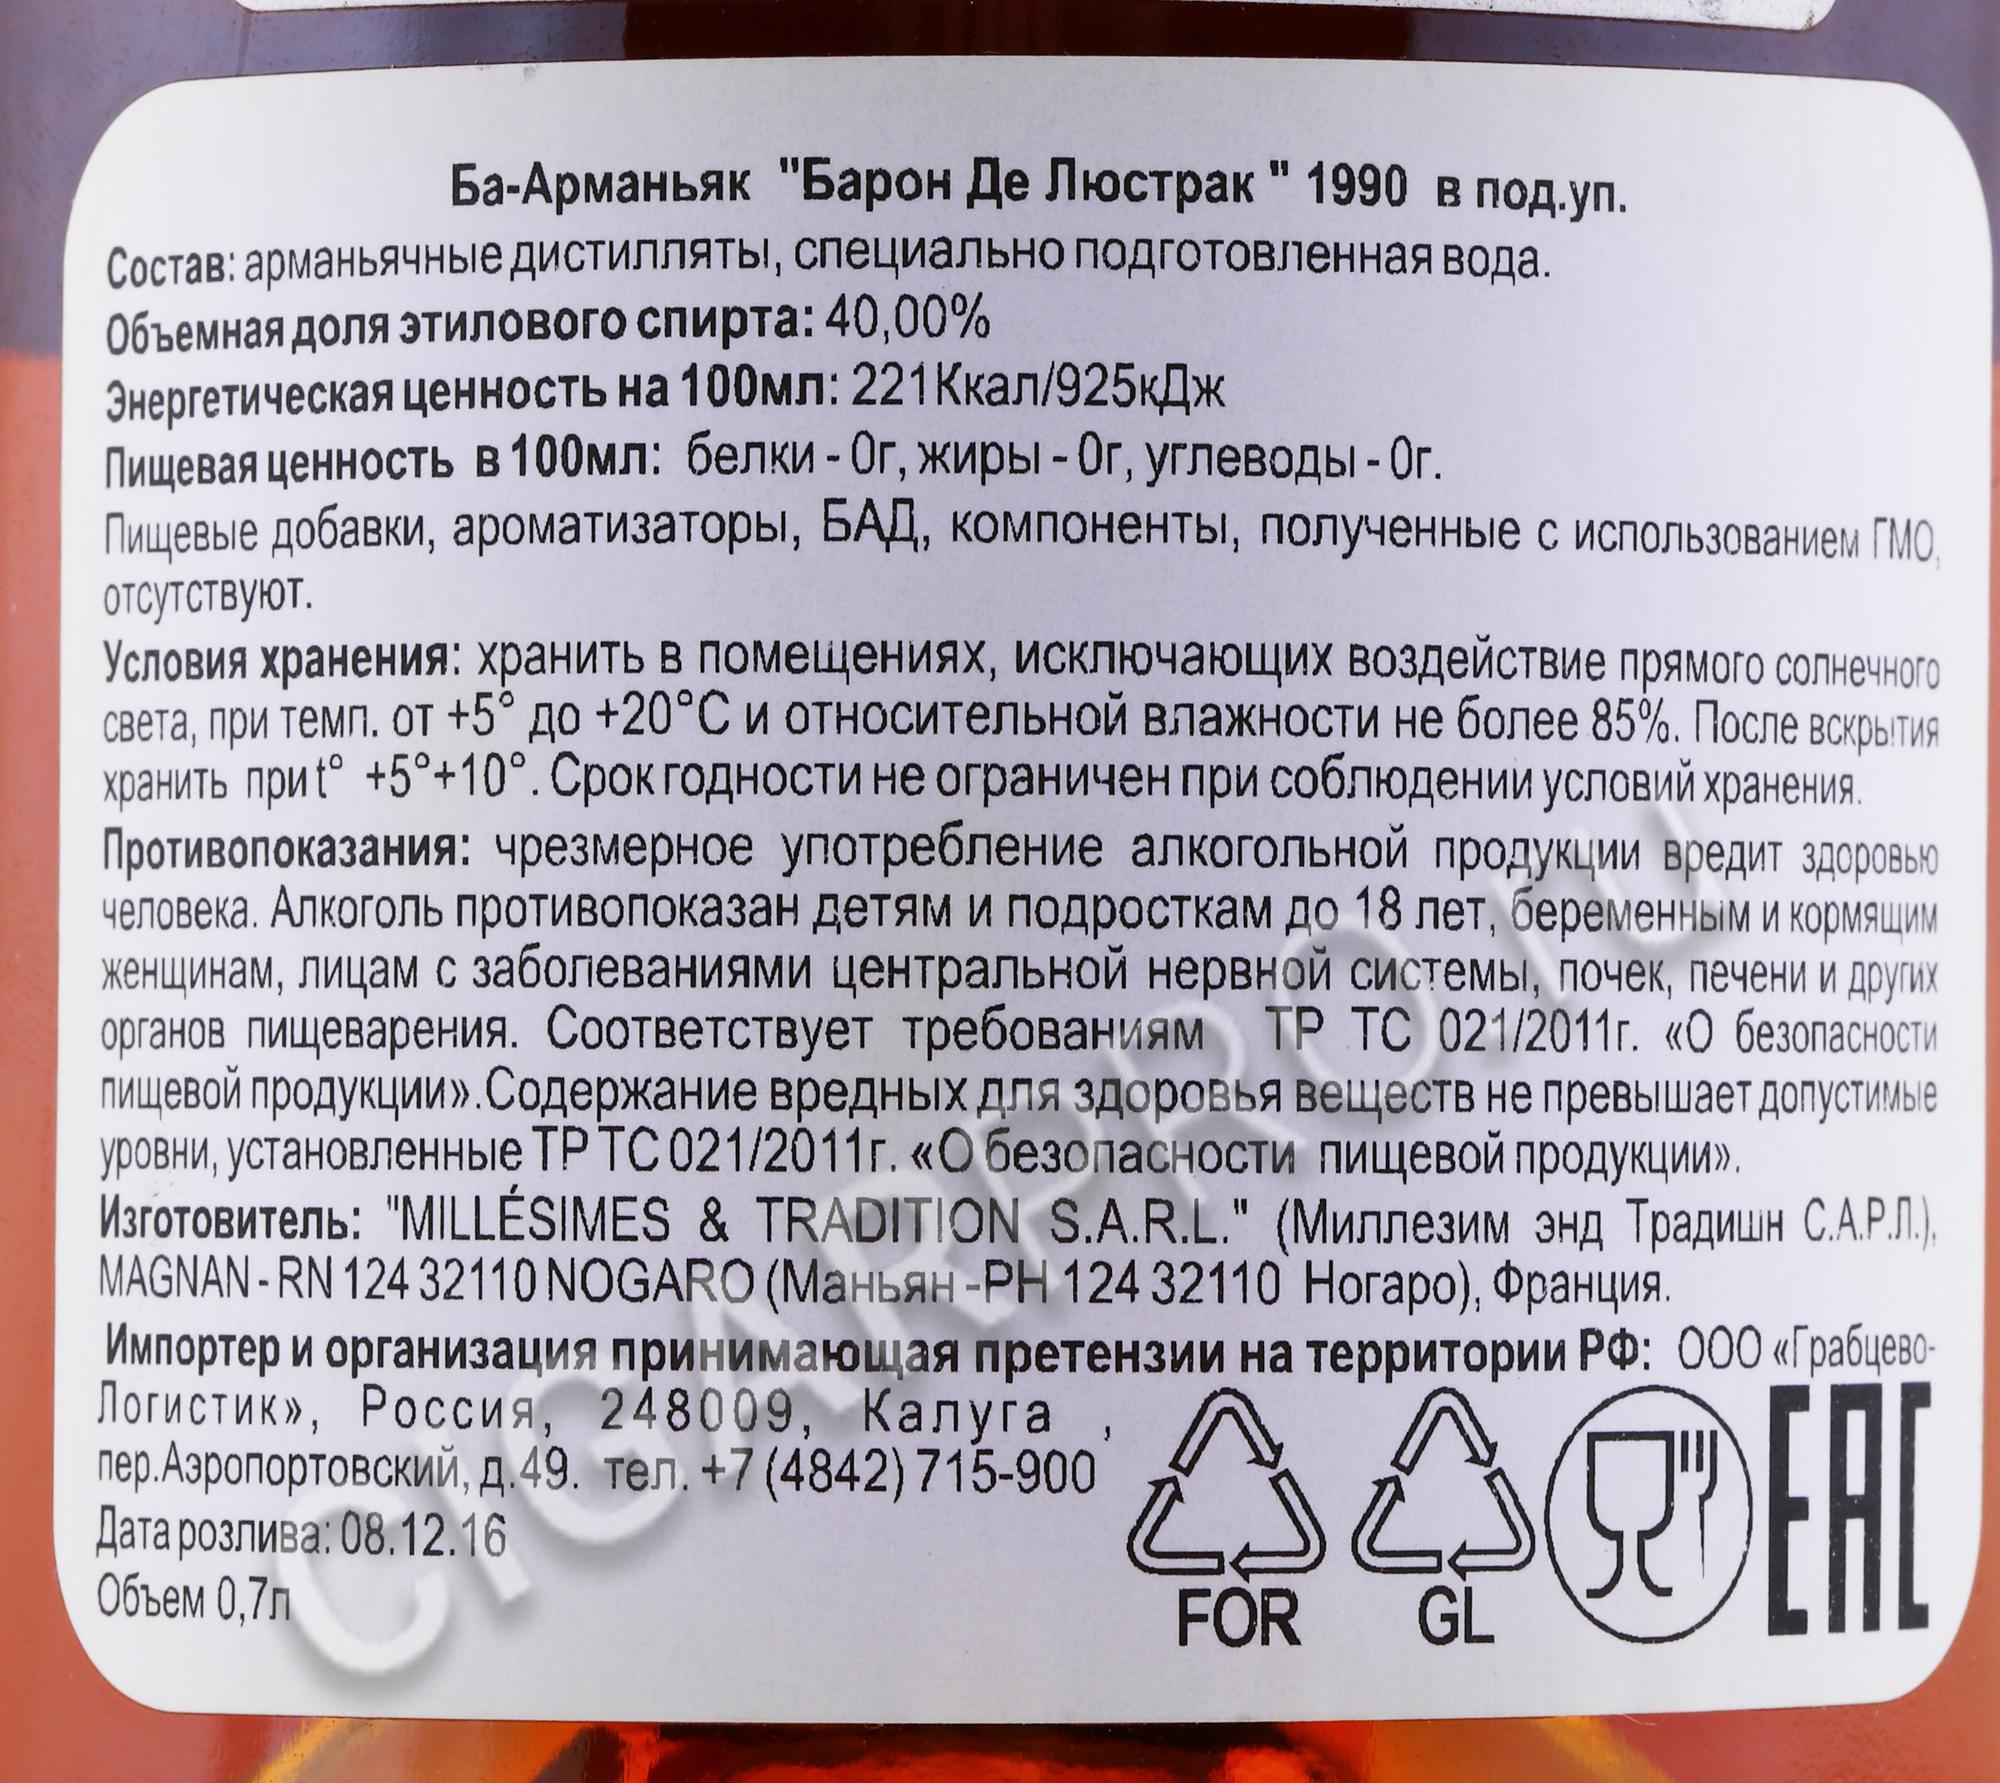 Ба-Арманьяк "Барон Де Люстрак " 1990 в под.уп.
Состав: арманьячные дистилляты, специально подготовленная вода.
Объемная доля этилового спирта: 40,00%
Энергетическая ценность на 100мл: 221Ккал/925кДж
Пищевая ценность в 100мл: белки - 0г, жиры - 0г, углеводы - 0г.
Пищевые добавки, ароматизаторы, БАД, компоненты, полученные с использованием ГМО,
отсутствуют.
Условия хранения: хранить в помещениях, исключающих воздействие прямого солнечного
света, при темп. от +5° до +20°С и относительной влажности не более 85%. После вскрытия
хранить при t° +5°+10°. Срок годности не ограничен при соблюдении условий хранения.
Противопоказания: чрезмерное употребление алкогольной продукции вредит здоровью
человека. Алкоголь противопоказан детям и подросткам до 18 лет, беременным и кормящим
женщинам, лицам с заболеваниями центральной нервной системы, почек, печени и других
органов пищеварения. Соответствует требованиям ТР ТС 021/2011г. «О безопасности
пищевой продукции».Содержание вредных для здоровья веществ не превышает допустимые
уровни, установленные ТР ТС 021/2011г. «О безопасности пищевой продукции».
Изготовитель: "MILLÉSIMES & TRADITION S.A.R.L." (Миллезим энд Традишн С.А.Р.Л.),
MAGNAN - RN 124 32110 NOGARO (Маньян -РН 124 32110 Ногаро), Франция.
Импортер и организация принимающая претензии на территории РФ: ООО «Грабцево-
Логистик», Россия, 248009, Калуга ,
пер.Аэропортовский, д.49. тел. +7 (4842) 715-900
Дата розлива: 08.12.16
Объем 0,7л
FOR GL EAC
CIGARPRO.ru